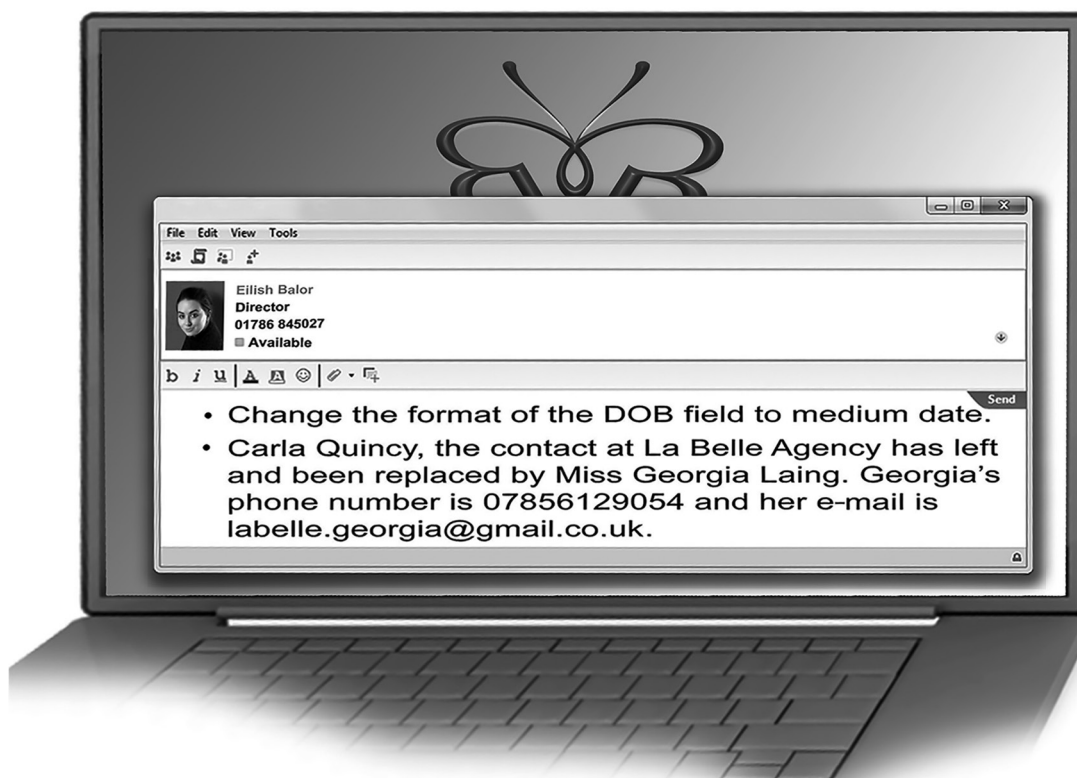 File Edit View Tools
Eilish Balor
Director
01786 845027
Available
b i u A A
Send
• Change the format of the DOB field to medium date.
• Carla Quincy, the contact at La Belle Agency has left
and been replaced by Miss Georgia Laing. Georgia’s
phone number is 07856129054 and her e-mail is
labelle.georgia@gmail.co.uk.